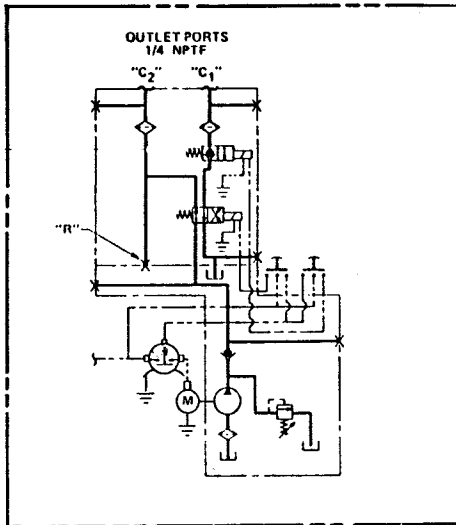 OUTLET PORTS
1/4 NPTF
"C2" "C1"
"R"
M